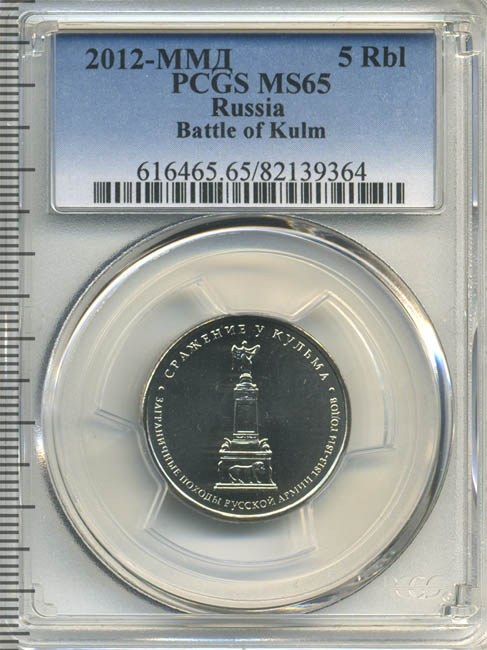 2012-ММД 5 Rbl
PCGS MS65
Russia
Battle of Kulm
616465.65/82139364
• СРАЖЕНИЕ У КУЛЬМА •
ЗАГРАНИЧНЫЕ ПОХОДЫ РУССКОЙ АРМИИ 1813-1814 ГОДОВ
PCGS